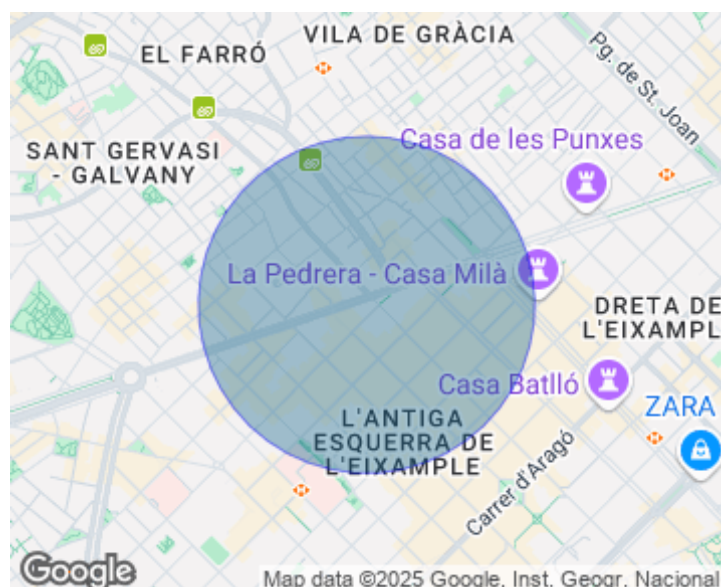 VILA DE GRÀCIA
EL FARRÓ
Pg. de St. Joan
Casa de les Punxes
SANT GERVASI
- GALVANY
La Pedrera - Casa Milà
DRETA DE
L'EIXAMPL
Casa Batlló
ZARA
L'ANTIGA
ESQUERRA DE
L'EIXAMPLE
Carrer d'Aragó
Google
Map data ©2025 Google, Inst. Geogr. Nacional